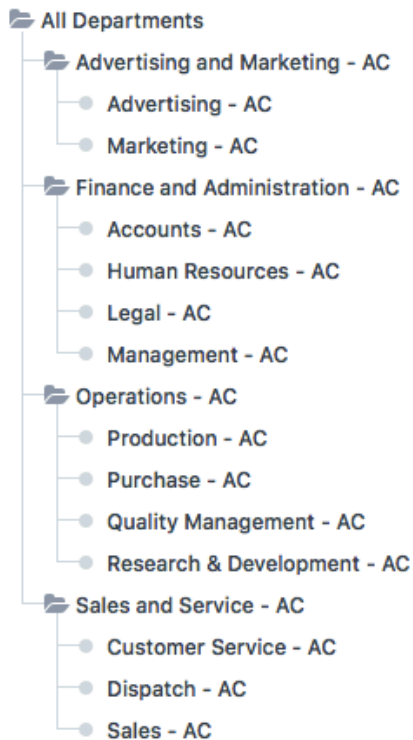 All Departments
Advertising and Marketing - AC
Advertising - AC
Marketing - AC
Finance and Administration - AC
Accounts - AC
Human Resources - AC
Legal - AC
Management - AC
Operations - AC
Production - AC
Purchase - AC
Quality Management - AC
Research & Development - AC
Sales and Service - AC
Customer Service - AC
Dispatch - AC
Sales - AC